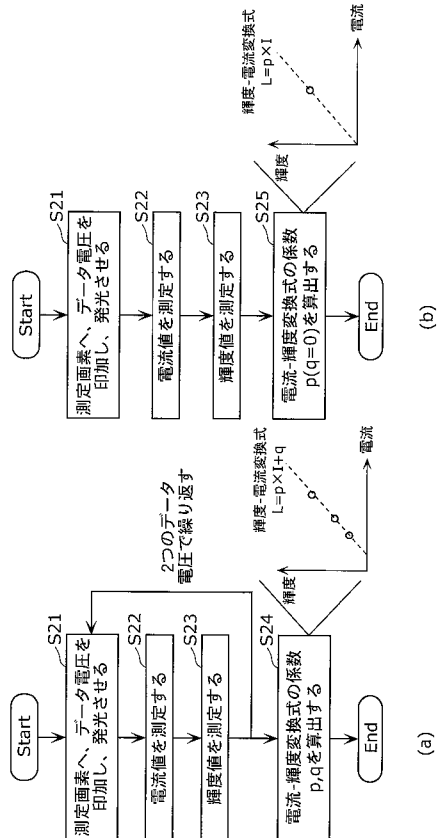 Start
S21
測定画素へ、データ電圧を
印加し、発光させる
S22
電流値を測定する
S23
輝度値を測定する
2つのデータ
電圧で繰り返す
S24
電流-輝度変換式の係数
p,qを算出する
End
輝度-電流変換式
L=p×I+q
輝度
電流
(a)
Start
S21
測定画素へ、データ電圧を
印加し、発光させる
S22
電流値を測定する
S23
輝度値を測定する
S25
電流-輝度変換式の係数
p(q=0)を算出する
End
輝度-電流変換式
L=p×I
輝度
電流
(b)